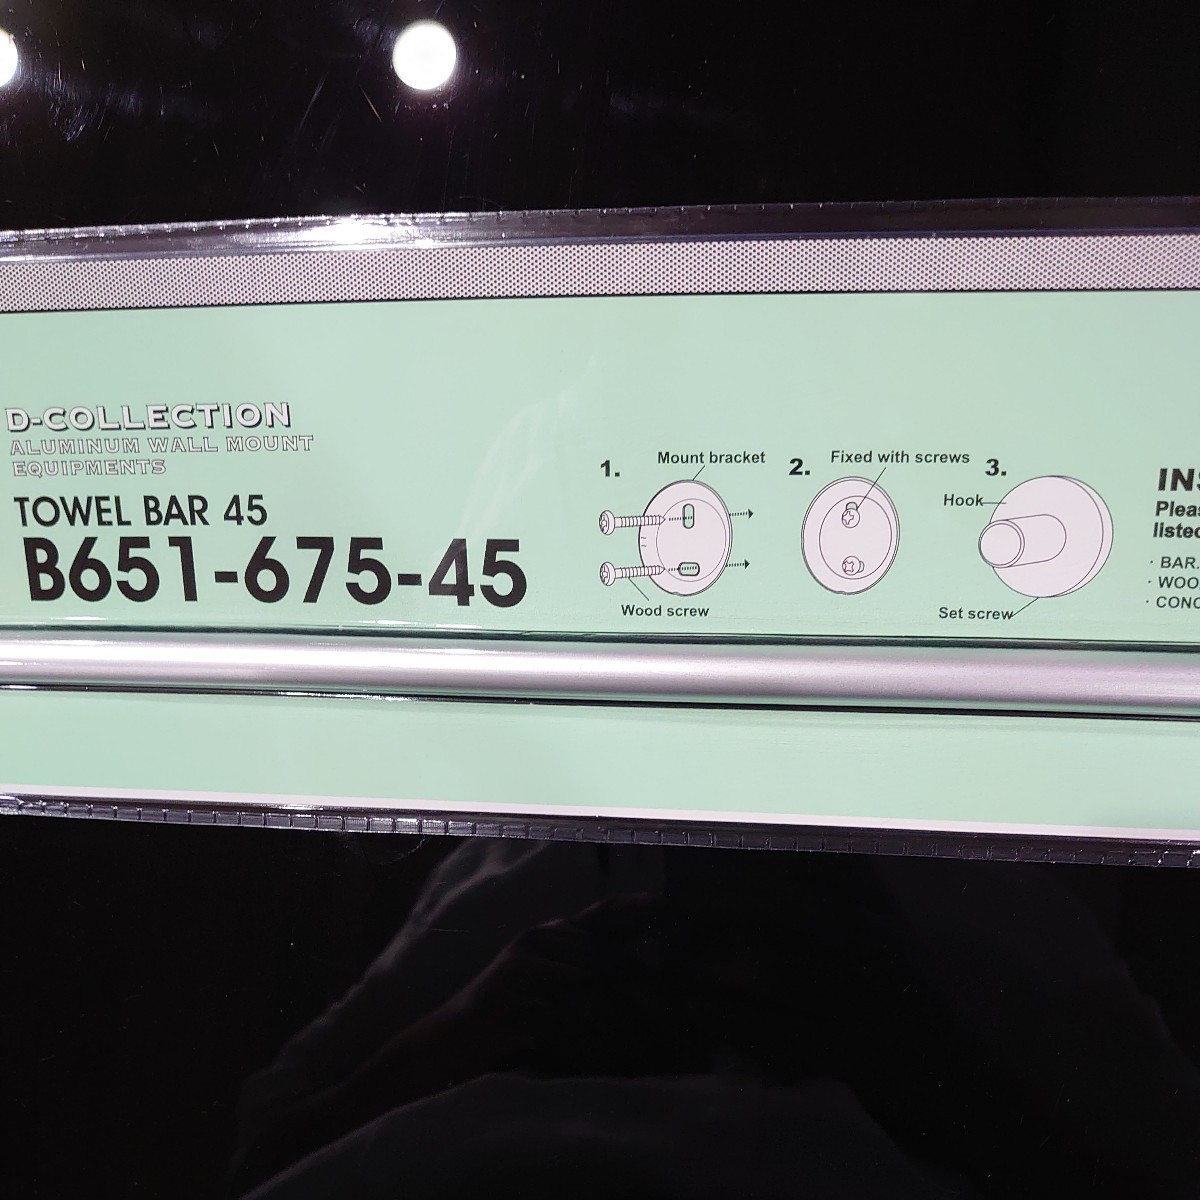 D-COLLECTION
ALUMINUM WALL MOUNT
EQUIPMENTS
TOWEL BAR 45
B651-675-45
1.
Mount bracket
Wood screw
2.
Fixed with screws
3.
Hook
Set screw
INS
Pleas
listed
· BAR.
· WOO
· CONC